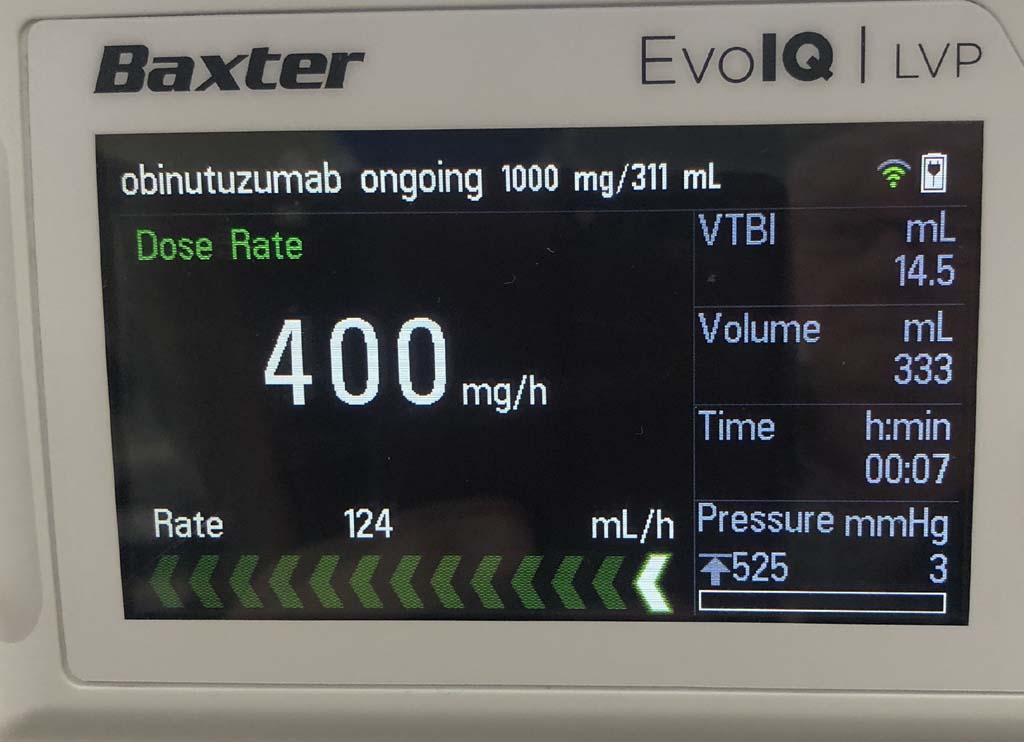 Baxter
EvoIQ | LVP
obinutuzumab ongoing 1000 mg/311 mL
Dose Rate
400 mg/h
Rate 124 mL/h
VTBI mL
14.5
Volume mL
333
Time h:min
00:07
Pressure mmHg
525 3